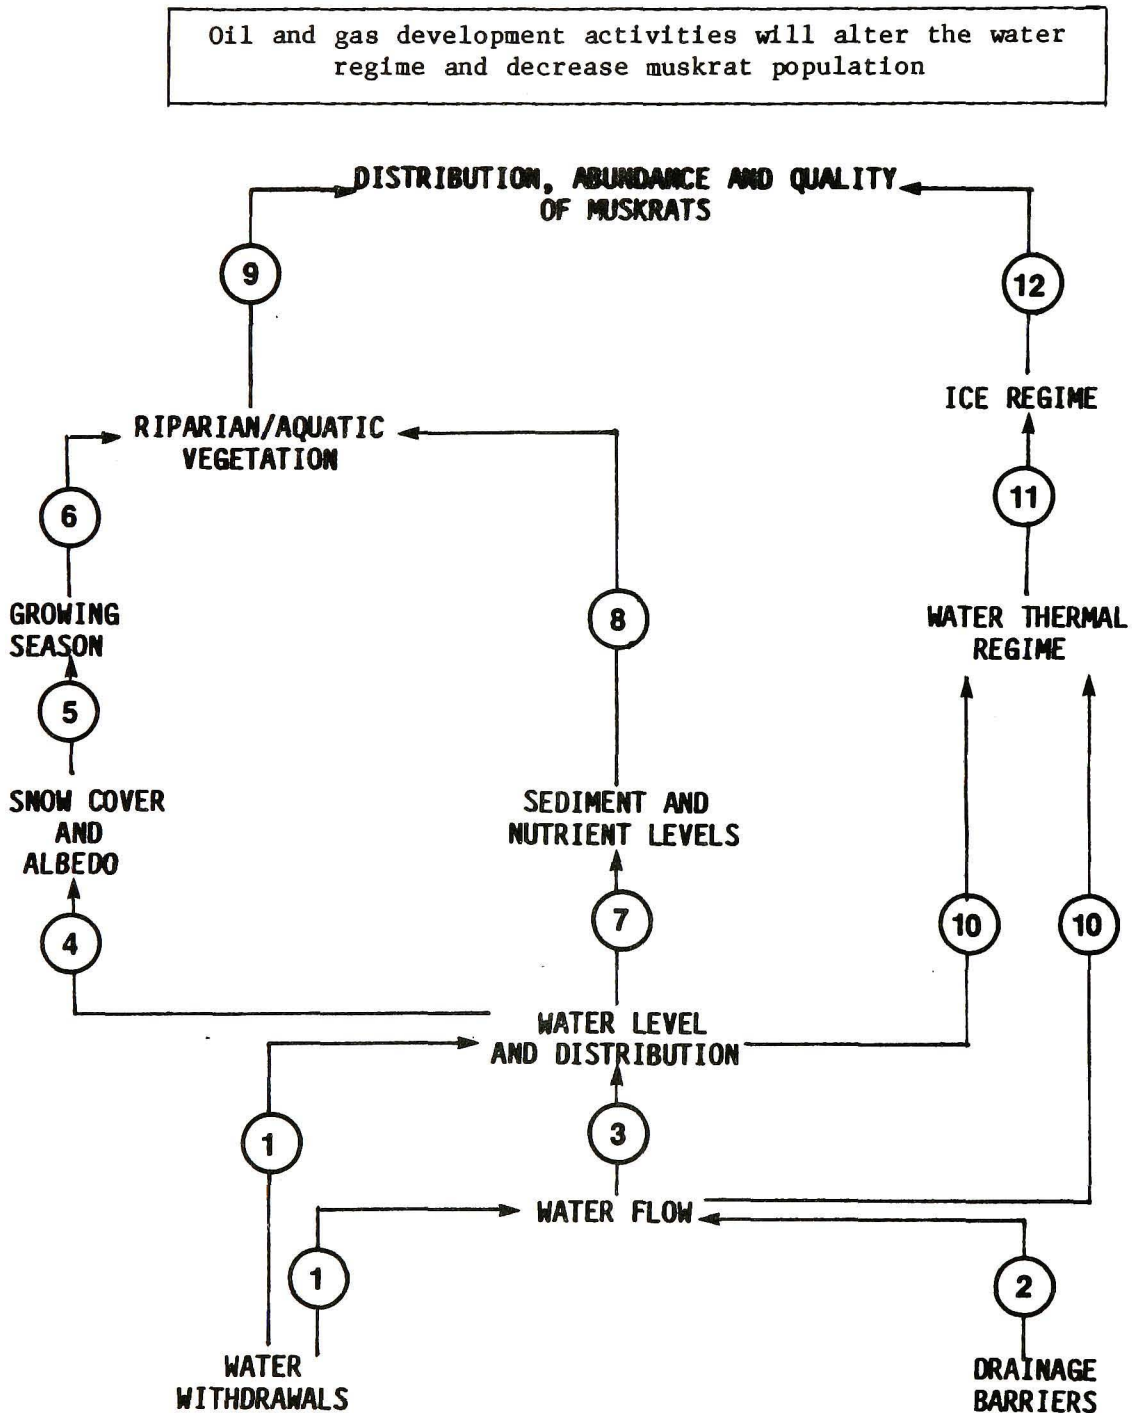 Oil and gas development activities will alter the water
regime and decrease muskrat population
DISTRIBUTION, ABUNDANCE AND QUALITY
OF MUSKRATS
9
12
ICE REGIME
RIPARIAN/AQUATIC
VEGETATION
11
6
GROWING
SEASON
8
WATER THERMAL
REGIME
5
SNOW COVER
AND
ALBEDO
SEDIMENT AND
NUTRIENT LEVELS
4
7
10
10
WATER LEVEL
AND DISTRIBUTION
1
3
WATER FLOW
1
2
WATER
WITHDRAWALS
DRAINAGE
BARRIERS